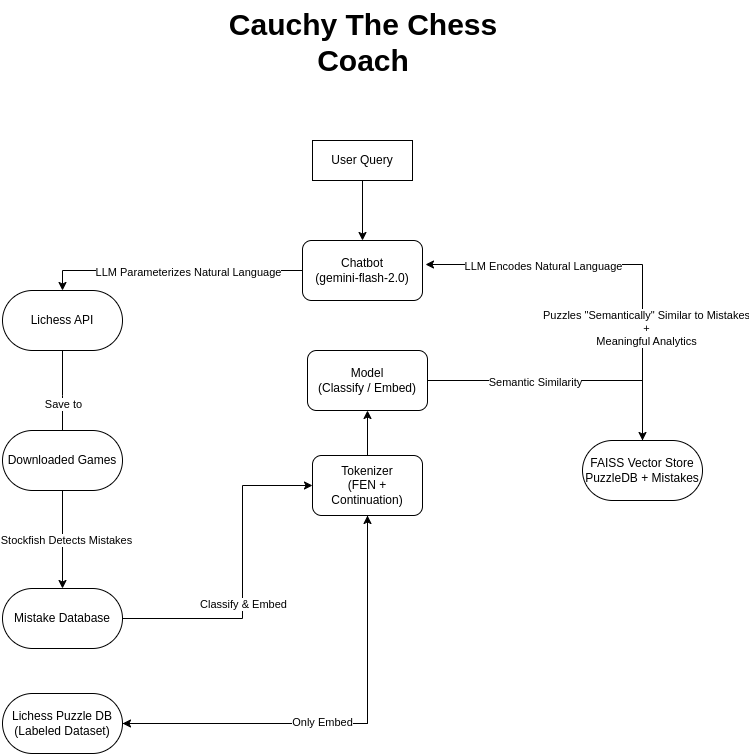 Cauchy The Chess
Coach
User Query
Chatbot
(gemini-flash-2.0)
LLM Parameterizes Natural Language
LLM Encodes Natural Language
Lichess API
Puzzles "Semantically" Similar to Mistakes
+
Meaningful Analytics
Model
(Classify / Embed)
Semantic Similarity
Save to
Downloaded Games
Tokenizer
(FEN +
Continuation)
FAISS Vector Store
PuzzleDB + Mistakes
Stockfish Detects Mistakes
Classify & Embed
Mistake Database
Lichess Puzzle DB
(Labeled Dataset)
Only Embed